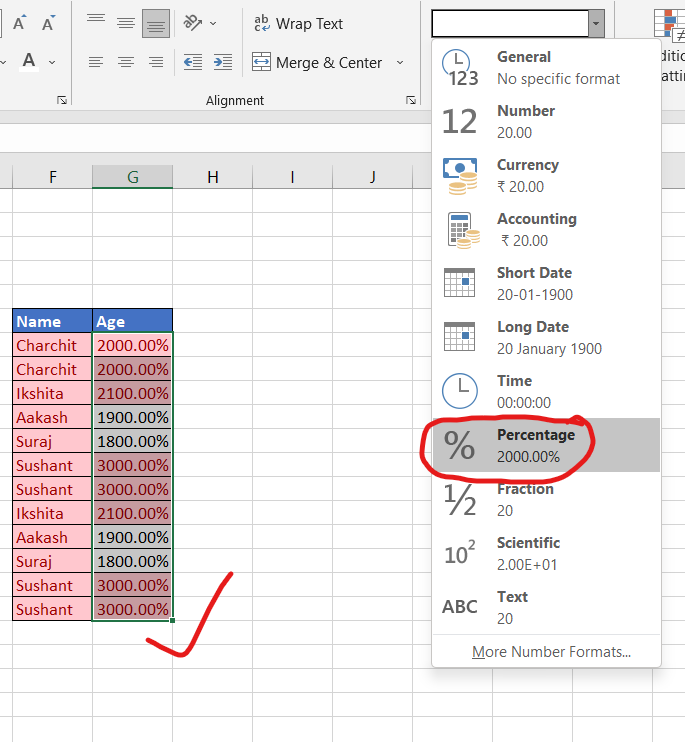 A A
ab Wrap Text
A
Merge & Center
Alignment
General
123
No specific format
12
Number
20.00
Currency
₹ 20.00
Accounting
₹ 20.00
Short Date
20-01-1900
Long Date
20 January 1900
Time
00:00:00
%
Percentage
2000.00%
1/2
Fraction
20
10²
Scientific
2.00E+01
ABC
Text
20
More Number Formats...
F G H I J
Name Age
Charchit 2000.00%
Charchit 2000.00%
Ikshita 2100.00%
Aakash 1900.00%
Suraj 1800.00%
Sushant 3000.00%
Sushant 3000.00%
Ikshita 2100.00%
Aakash 1900.00%
Suraj 1800.00%
Sushant 3000.00%
Sushant 3000.00%